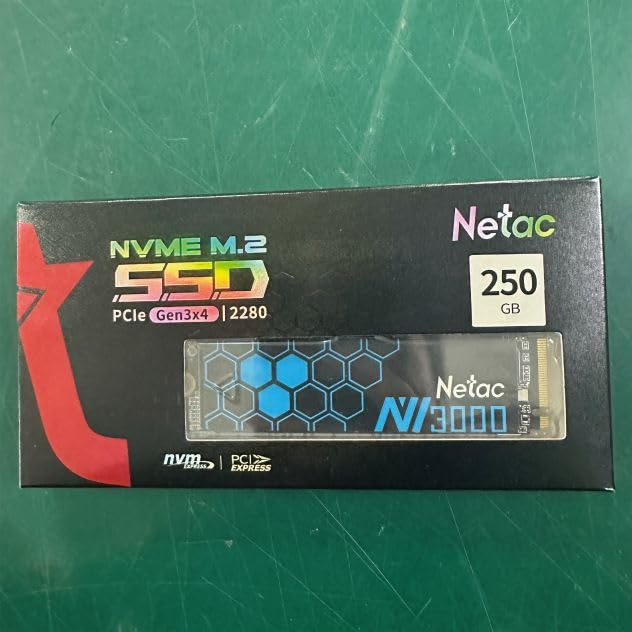 Netac
NVME M.2
SSD
PCIe Gen3x4 | 2280
250
GB
Netac
NV3000
nvm EXPRESS | PCI EXPRESS